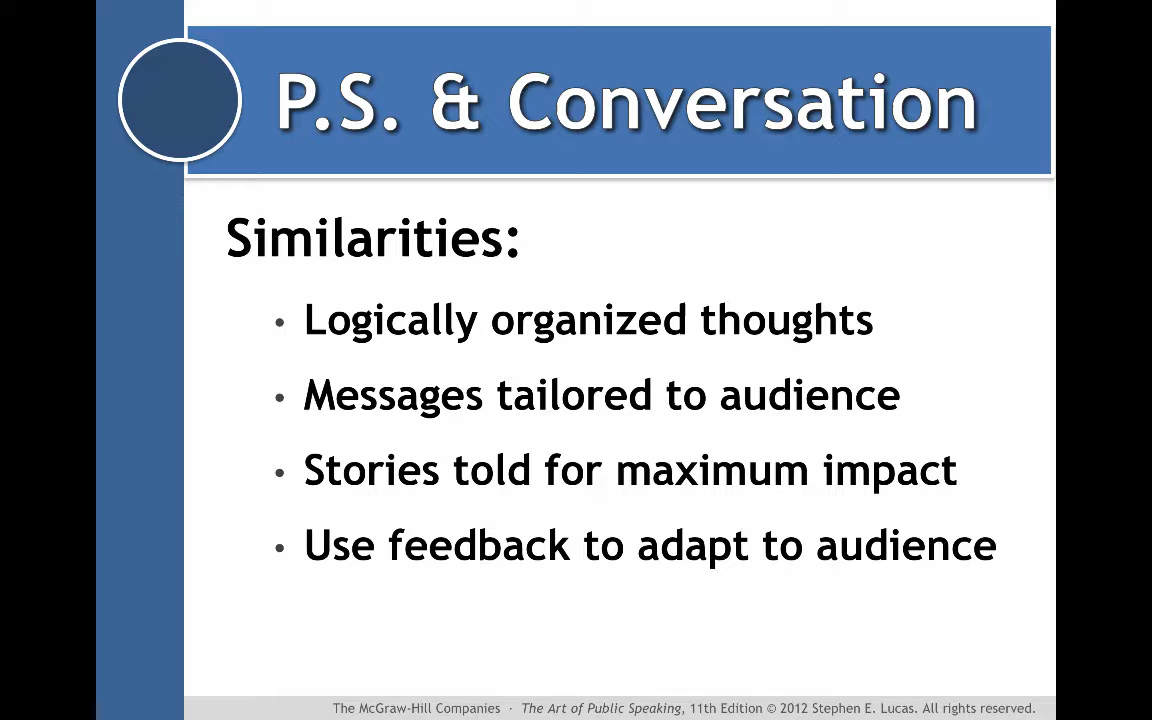 P.S. & Conversation
Similarities:
• Logically organized thoughts
• Messages tailored to audience
• Stories told for maximum impact
• Use feedback to adapt to audience
The McGraw-Hill Companies · The Art of Public Speaking, 11th Edition © 2012 Stephen E. Lucas. All rights reserved.